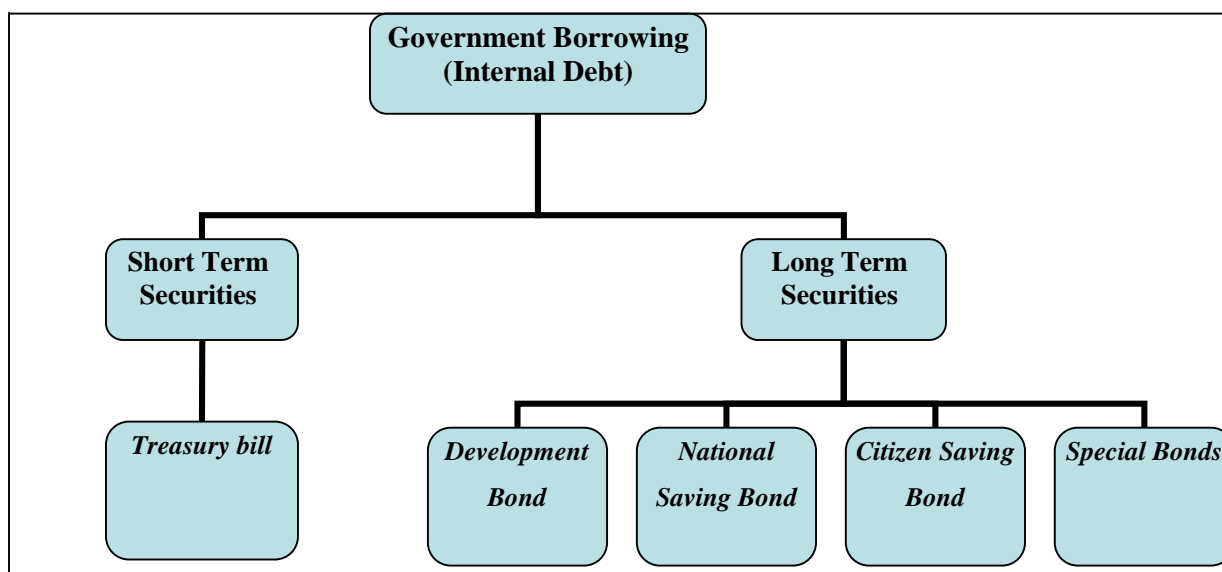 Government Borrowing
(Internal Debt)
Short Term
Securities
Long Term
Securities
Treasury bill
Development
Bond
National
Saving Bond
Citizen Saving
Bond
Special Bonds